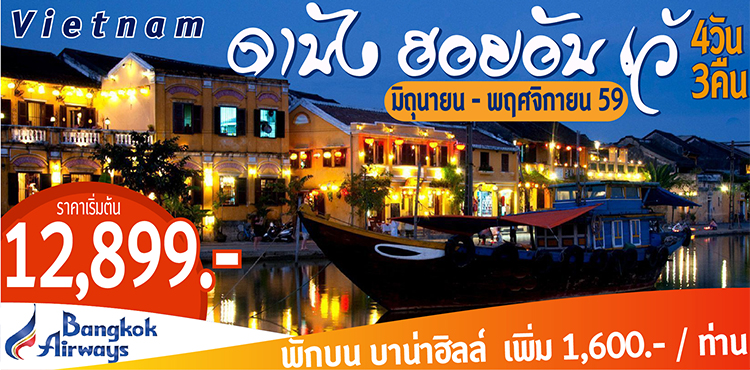 Vietnam
ดานัง ฮอยอัน เว้
4วัน
3คืน
มิถุนายน - พฤศจิกายน 59
ราคาเริ่มต้น
12,899.-
Bangkok
Airways
พักบน บาน่าฮิลล์ เพิ่ม 1,600.- / ท่าน